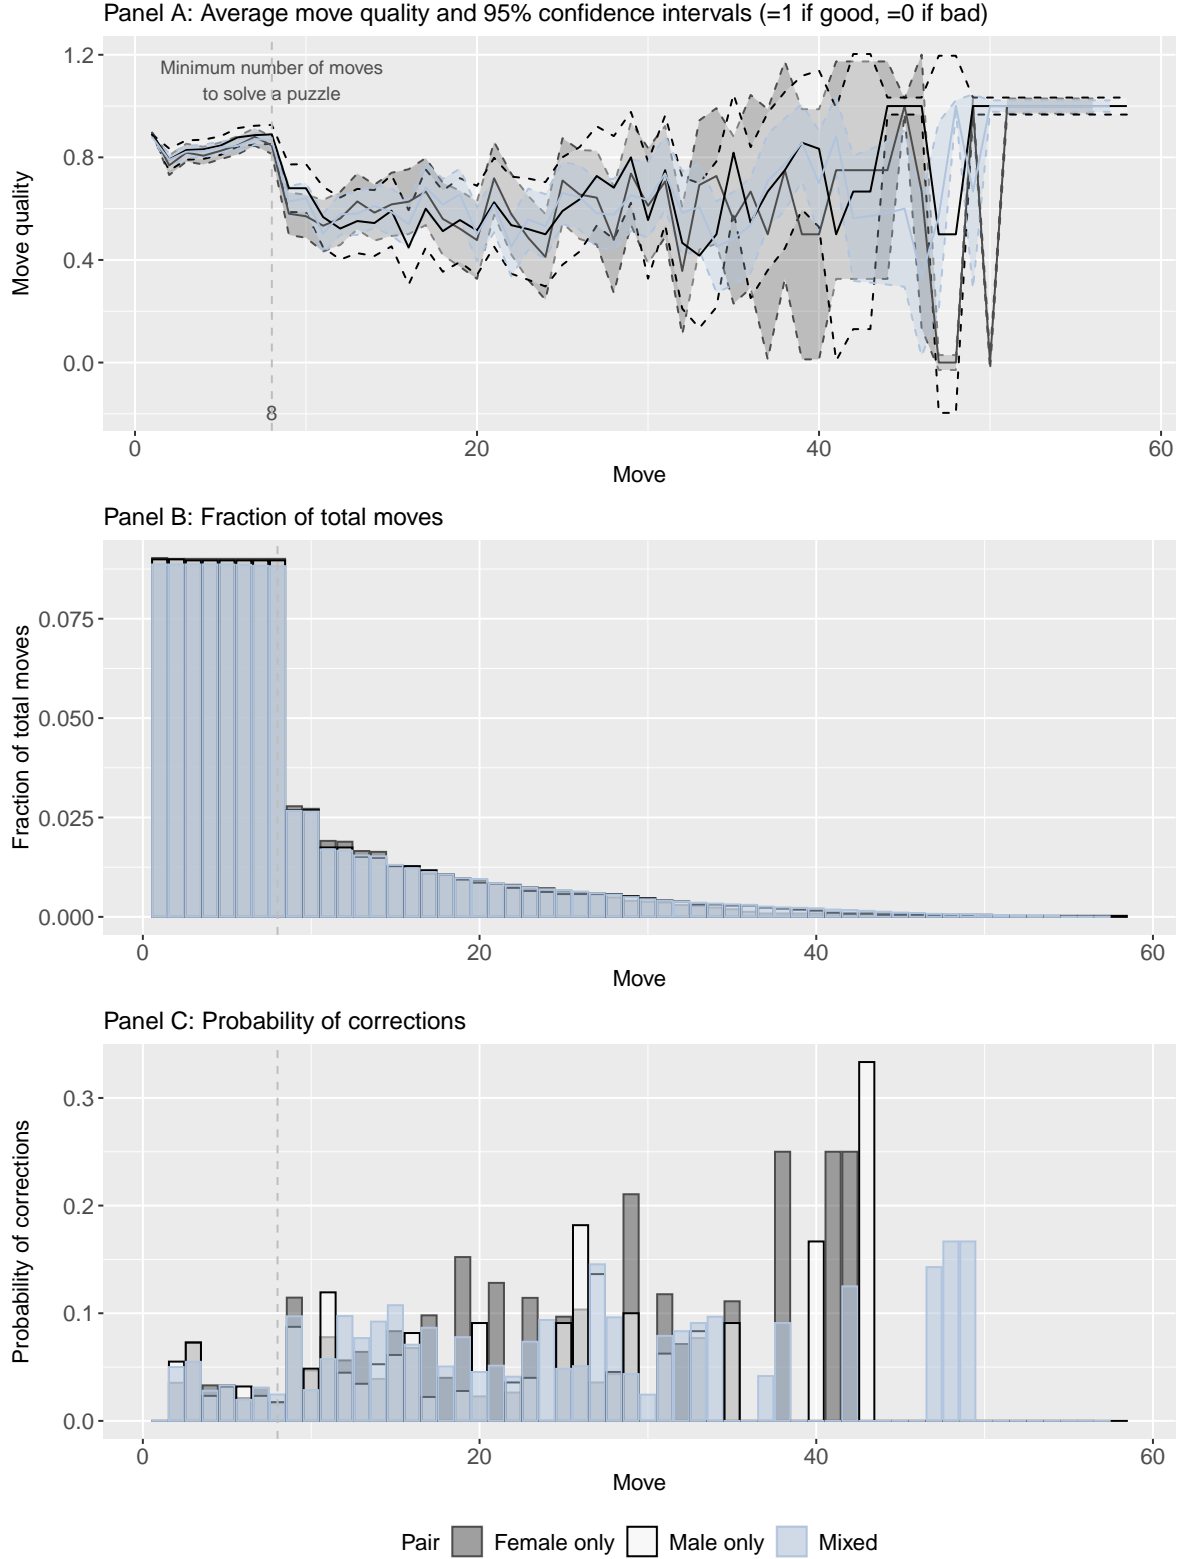 Panel A: Average move quality and 95% confidence intervals (=1 if good, =0 if bad)
Move quality
1.2
0.8
0.4
0.0
Minimum number of moves
to solve a puzzle
8
0
20
40
60
Move
Panel B: Fraction of total moves
Fraction of total moves
0.075
0.050
0.025
0.000
0
20
40
60
Move
Panel C: Probability of corrections
Probability of corrections
0.3
0.2
0.1
0.0
0
20
40
60
Move
Pair Female only Male only Mixed